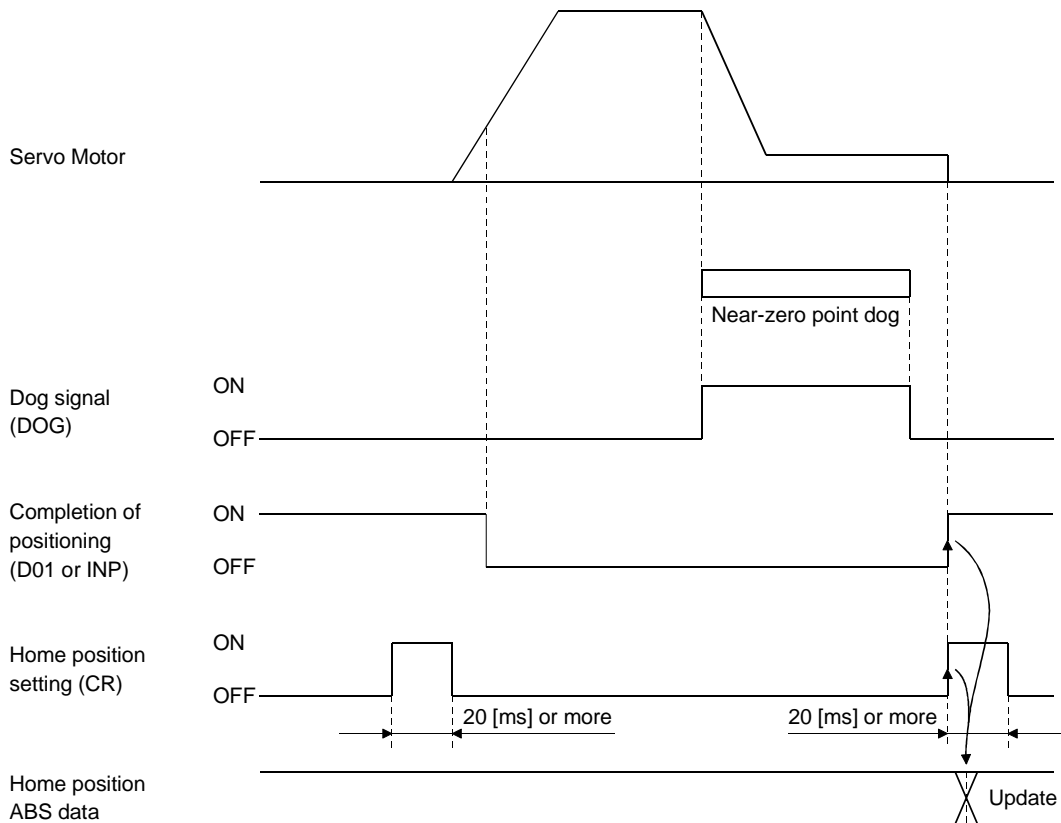 Servo Motor
Near-zero point dog
Dog signal
(DOG)
ON
OFF
Completion of
positioning
(D01 or INP)
ON
OFF
Home position
setting (CR)
ON
OFF
20 [ms] or more
20 [ms] or more
Home position
ABS data
Update